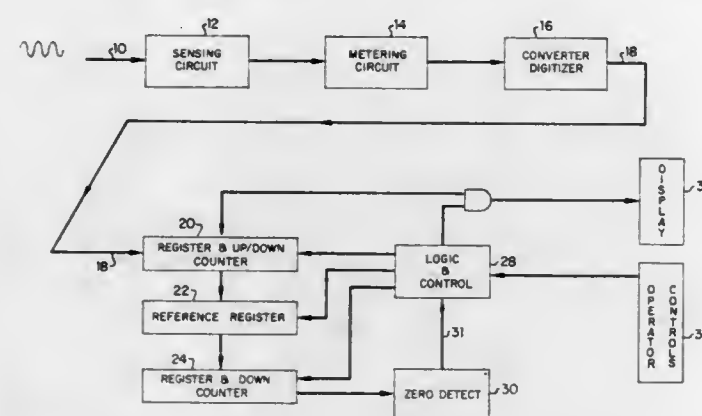 12
14
16
10
SENSING
CIRCUIT
METERING
CIRCUIT
CONVERTER
DIGITIZER
18
20
REGISTER & UP/DOWN
COUNTER
18
LOGIC
&
CONTROL
28
DISPLAY
22
REFERENCE REGISTER
OPERATOR
CONTROLS
24
31
REGISTER & DOWN
COUNTER
ZERO DETECT
30